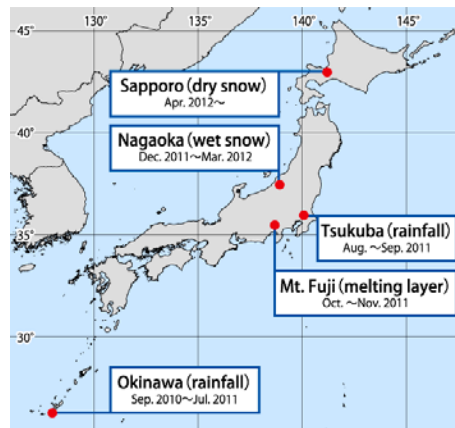 130° 135° 140° 145°
45°
Sapporo (dry snow)
Apr. 2012～
40°
Nagaoka (wet snow)
Dec. 2011～Mar. 2012
35°
Tsukuba (rainfall)
Aug. ～Sep. 2011
Mt. Fuji (melting layer)
Oct. ～Nov. 2011
30°
Okinawa (rainfall)
Sep. 2010～Jul. 2011